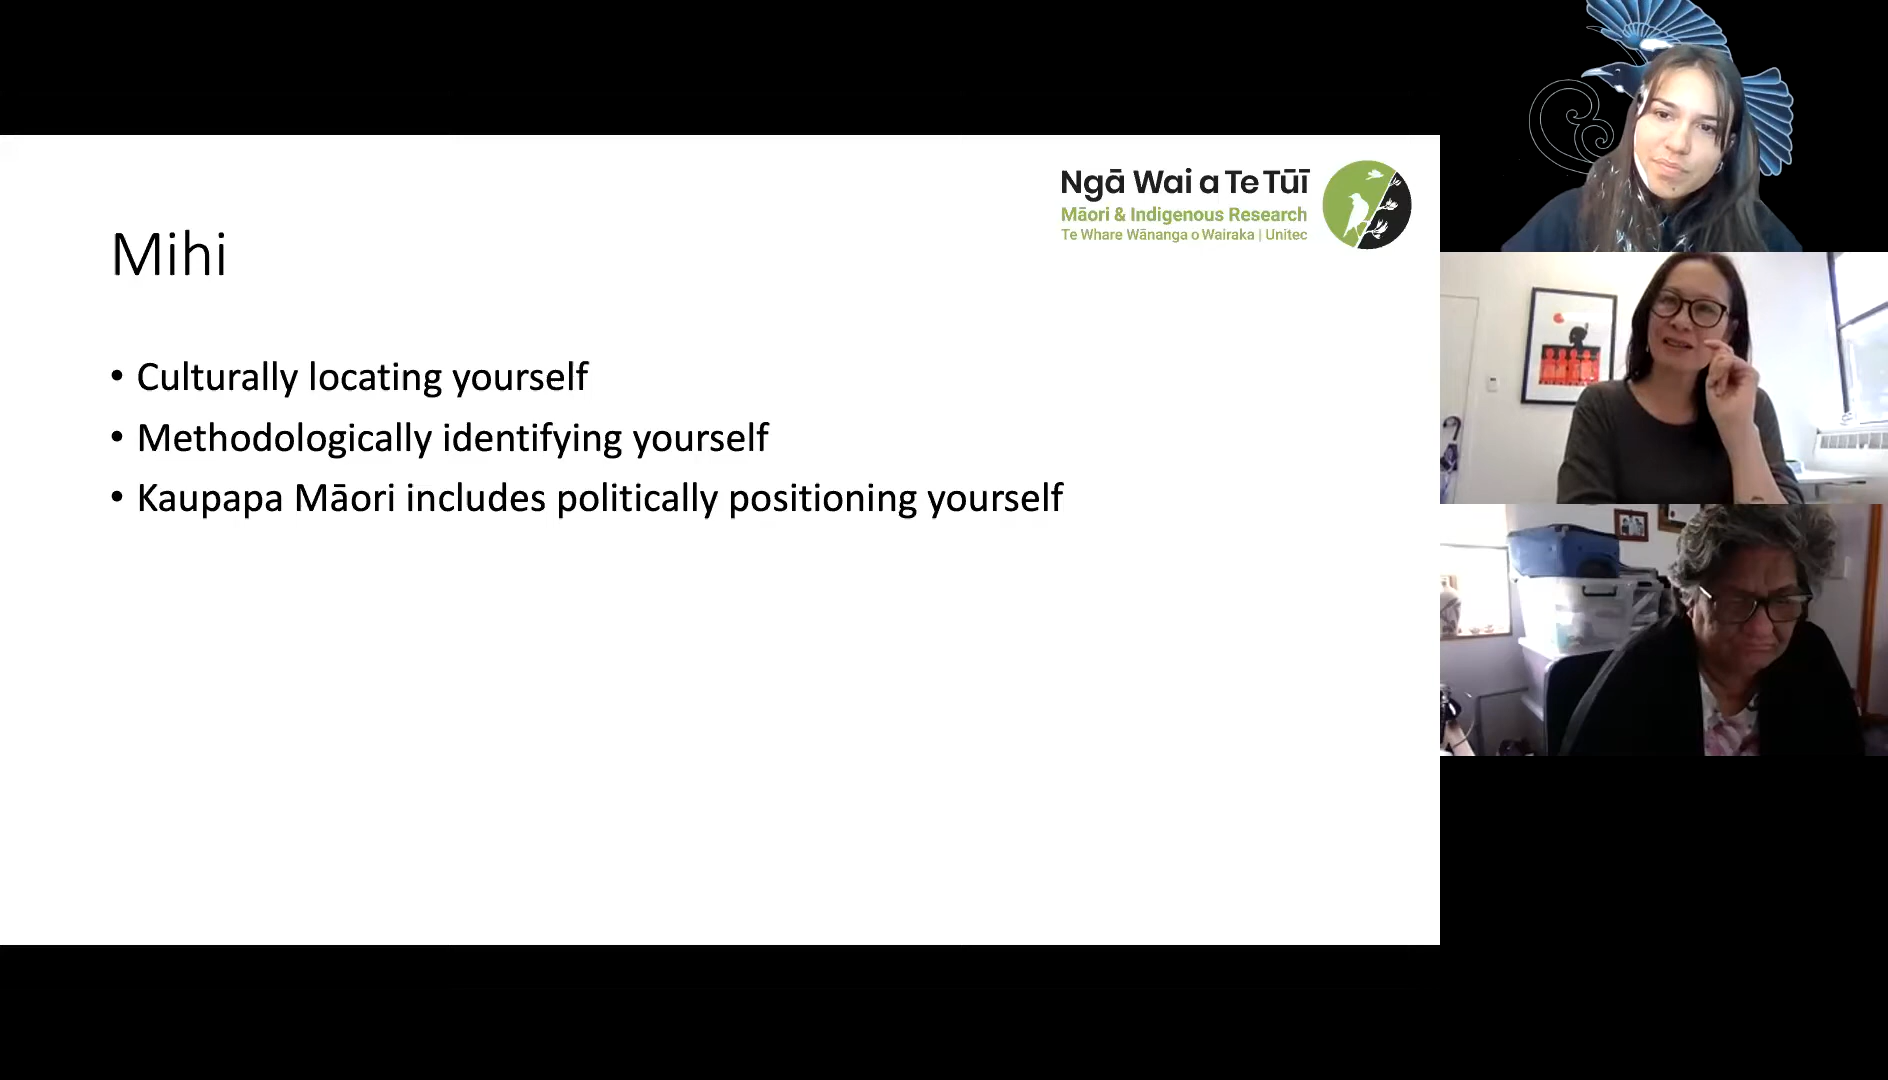 Ngā Wai a Te Tūī
Māori & Indigenous Research
Te Whare Wānanga o Wairaka | Unitec
Mihi
• Culturally locating yourself
• Methodologically identifying yourself
• Kaupapa Māori includes politically positioning yourself